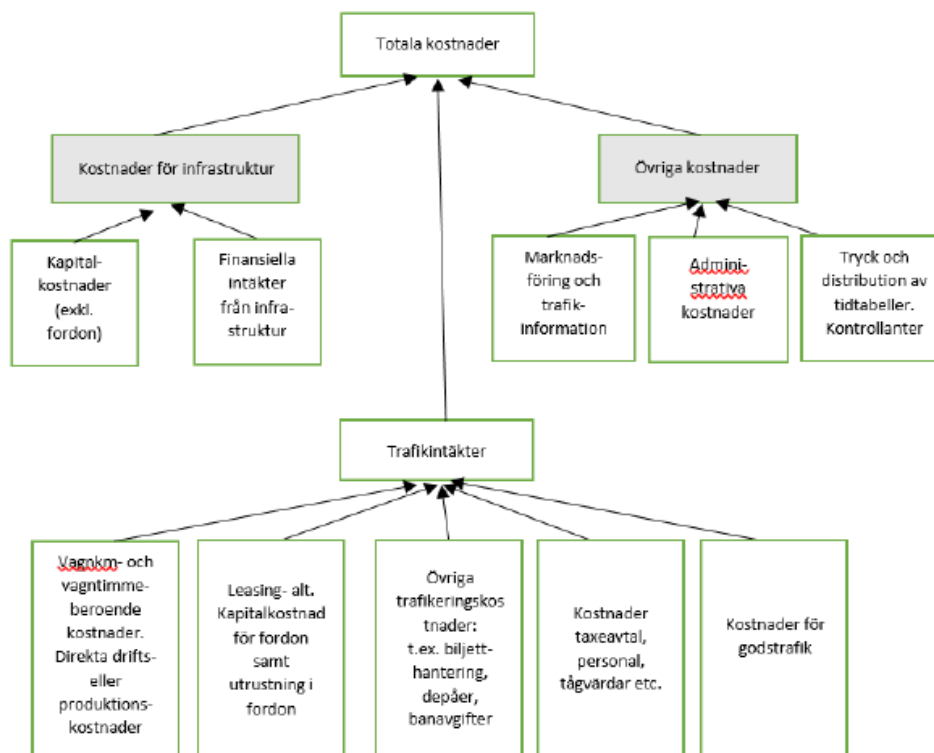 Totala kostnader
Kostnader för infrastruktur
Övriga kostnader
Kapital-
kostnader
(exkl.
fordon)
Finansiella
intäkter
från infra-
struktur
Marknads-
föring och
trafik-
information
Admini-
strativa
kostnader
Tryck och
distribution av
tidtabeller.
Kontrollanter
Trafikintäkter
Vagnkm- och
vagntimme-
beroende
kostnader.
Direkta drifts-
eller
produktions-
kostnader
Leasing- alt.
Kapitalkostnad
för fordon
samt
utrustning i
fordon
Övriga
trafikeringskos
tnader:
t.ex. biljett-
hantering,
depåer,
banavgifter
Kostnader
taxeavtal,
personal,
tågvärdar etc.
Kostnader för
godstrafik